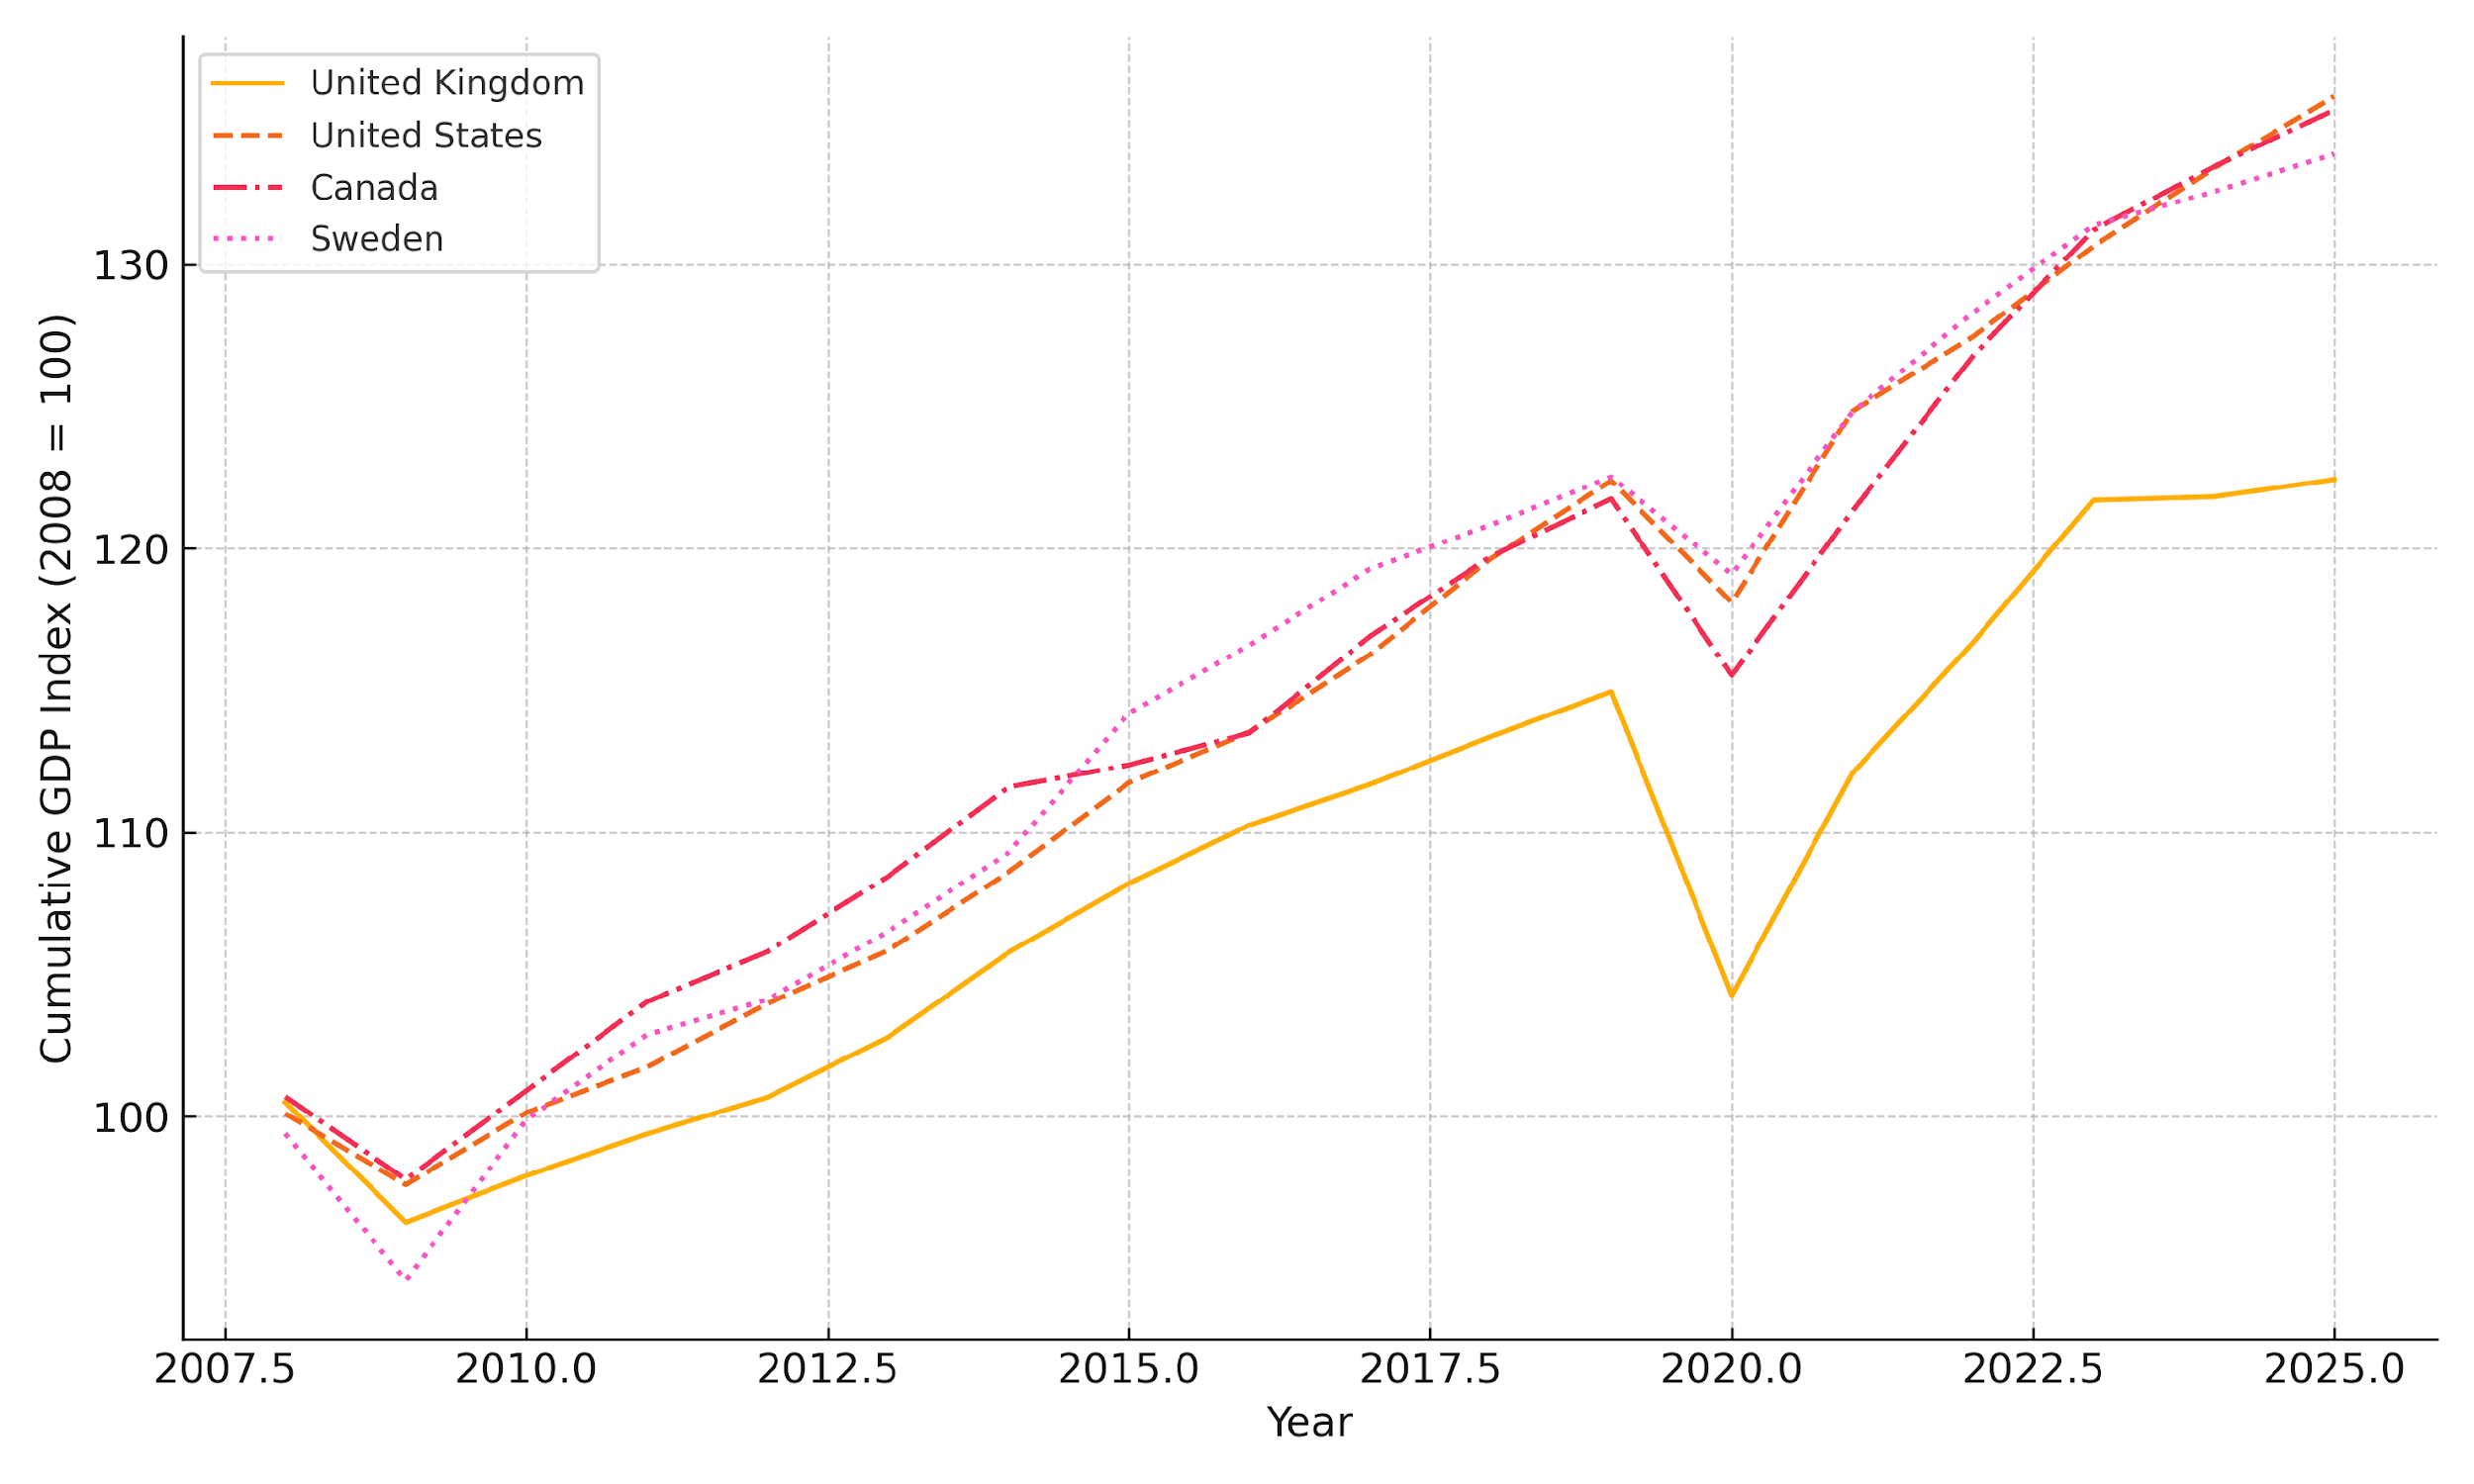 United Kingdom
United States
Canada
Sweden
Cumulative GDP Index (2008 = 100)
130
120
110
100
2007.5 2010.0 2012.5 2015.0 2017.5 2020.0 2022.5 2025.0
Year